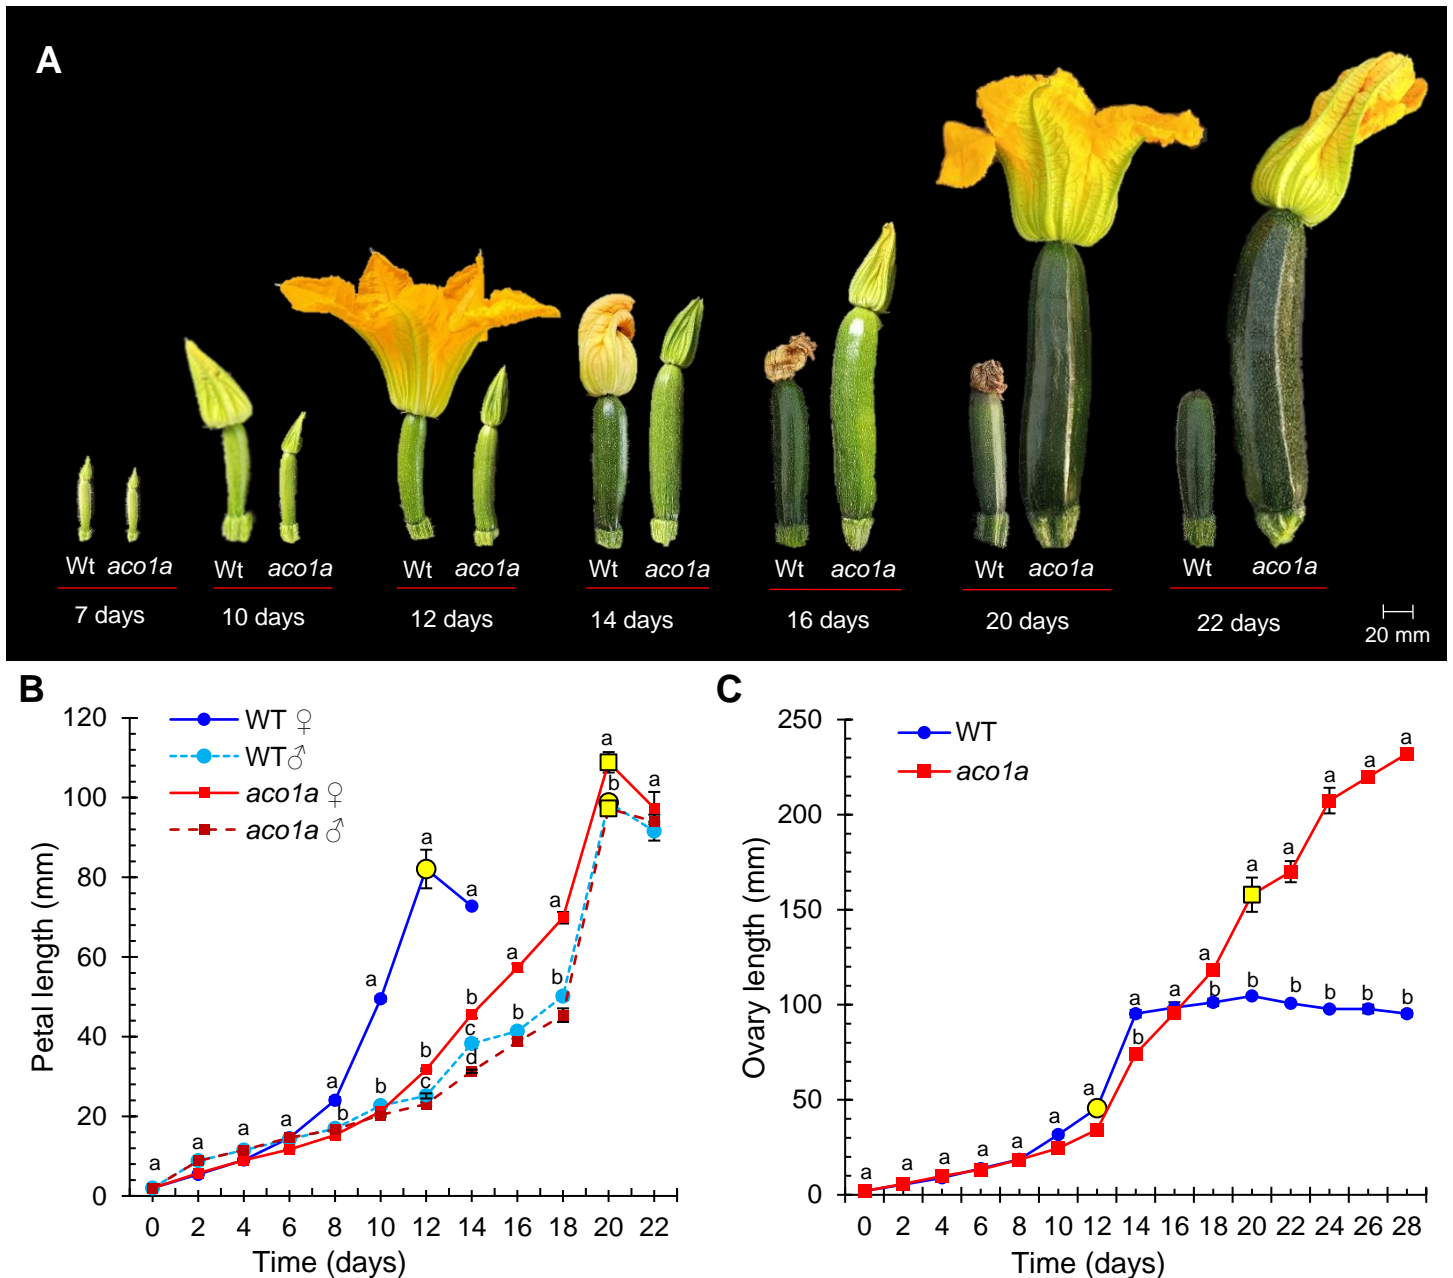 A
Wt aco1a Wt aco1a Wt aco1a Wt aco1a Wt aco1a Wt aco1a Wt aco1a
7 days 10 days 12 days 14 days 16 days 20 days 22 days
20 mm
B
WT ♀
WT♂
aco1a ♀
aco1a ♂
Petal length (mm)
120
100
80
60
40
20
0
a a a a a a a a
b b b c c d a a b b a b a
0 2 4 6 8 10 12 14 16 18 20 22
Time (days)
C
WT
aco1a
Ovary length (mm)
250
200
150
100
50
0
a a a a a a a a a a a a a a a
b b b b b b b
0 2 4 6 8 10 12 14 16 18 20 22 24 26 28
Time (days)